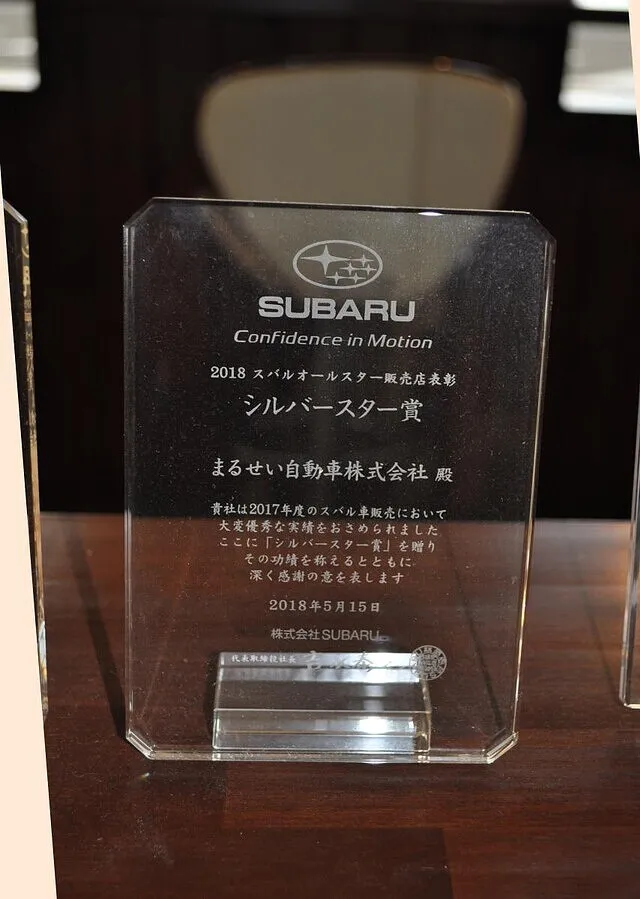 SUBARU
Confidence in Motion
2018 スバルオールスター販売店表彰
シルバースター賞
まるせい自動車株式会社 殿
貴社は2017年度のスバル車販売において
大変優秀な実績をおさめられました
ここに「シルバースター賞」を贈り
その功績を称えるとともに
深く感謝の意を表します
2018年5月15日
株式会社SUBARU
代表取締役社長